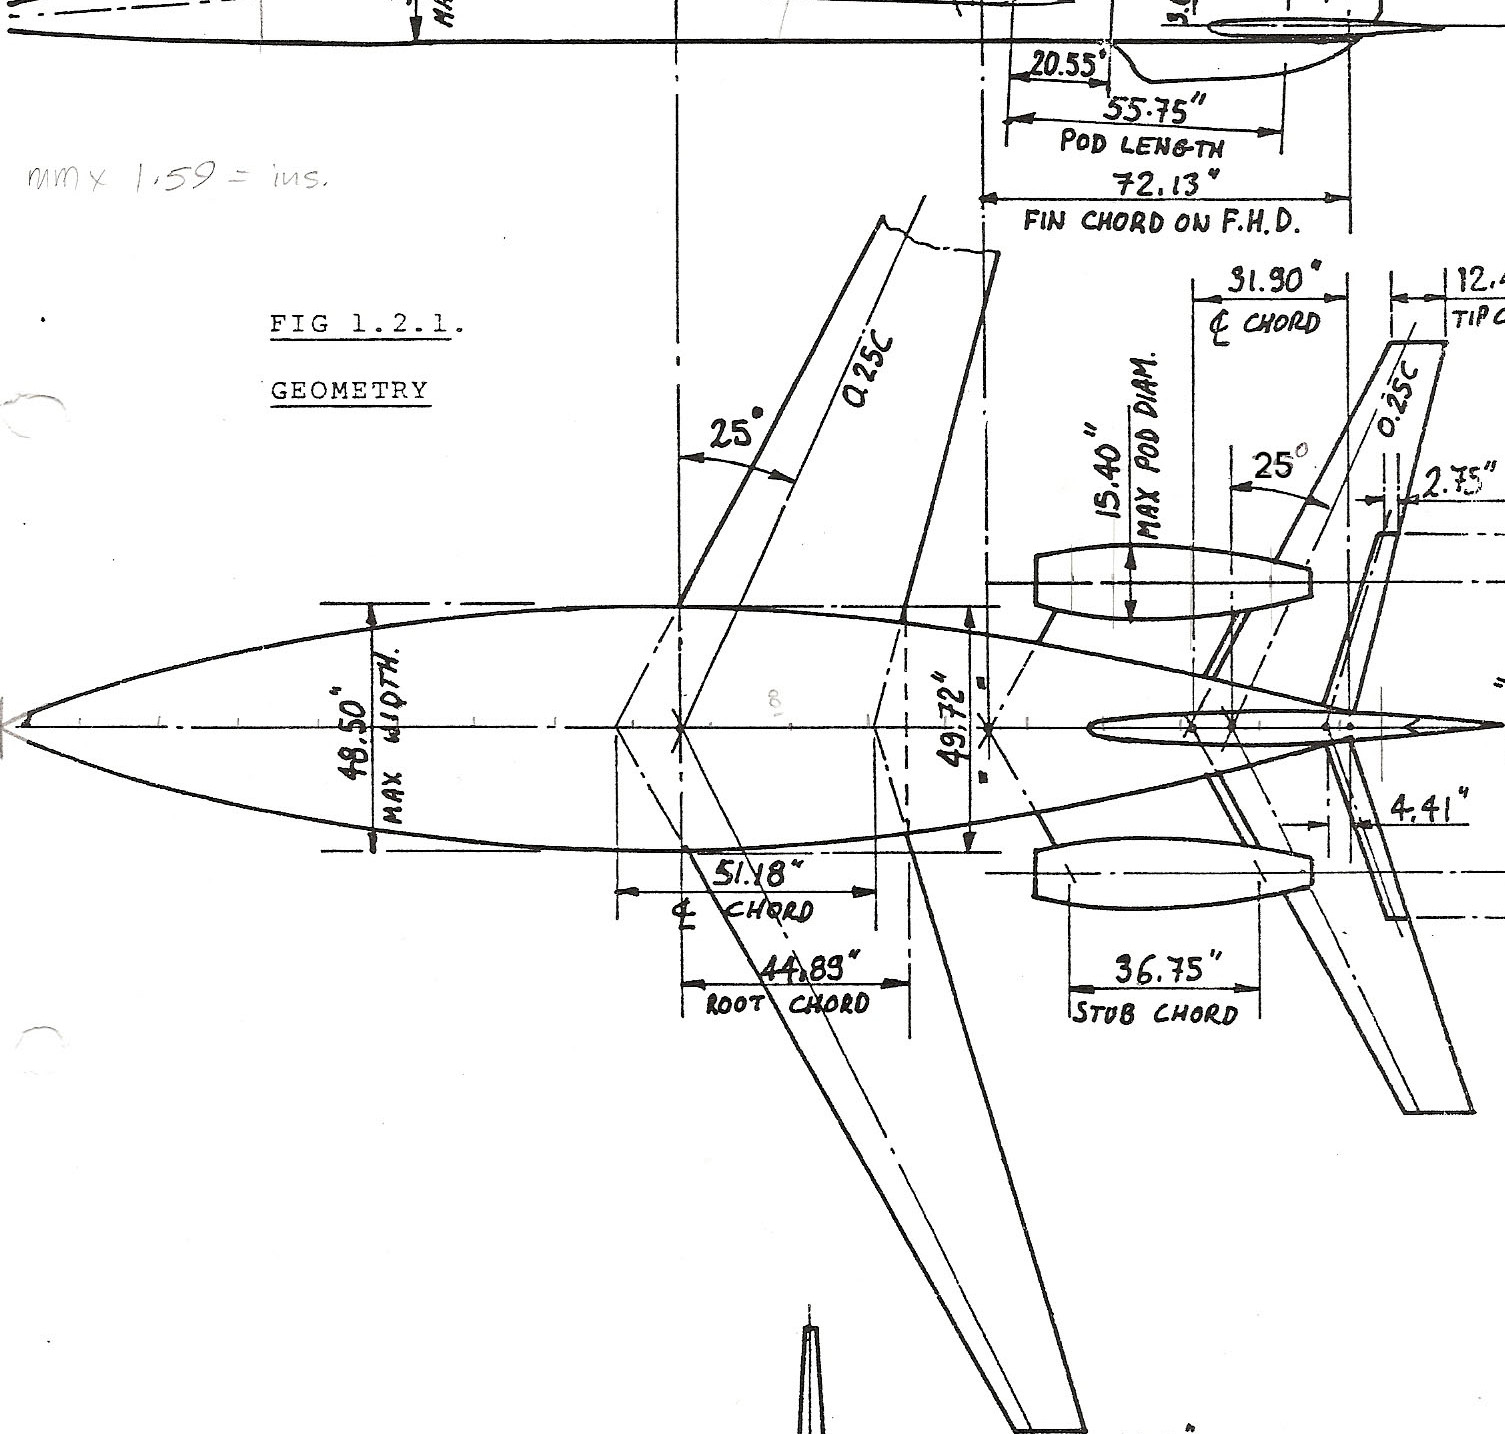 MA
3.
20.55"
55.75"
POD LENGTH
mm x 1.59 = ins.
72.13"
FIN CHORD ON F.H.D.
31.90"
℄ CHORD
12.4
TIP C
FIG 1.2.1.
GEOMETRY
0.25C
0.25C
25°
25°
15.40"
MAX POD DIAM.
2.75"
48.50"
MAX WIDTH.
8
49.72"
4.41"
51.18"
℄ CHORD
44.89"
ROOT CHORD
36.75"
STUB CHORD